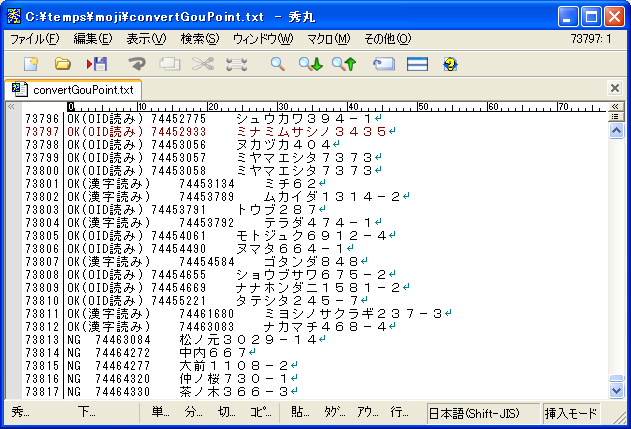 C:¥temps¥moji¥convertGouPoint.txt - 秀丸
ファイル(F) 編集(E) 表示(V) 検索(S) ウィンドウ(W) マクロ(M) その他(O) 73797: 1
convertGouPoint.txt
0 10 20 30 40 50 60 70
73796 OK(OID読み) 74452775 シュウカワ３９４－１
73797 OK(OID読み) 74452933 ミナミムサシノ３４３５
73798 OK(OID読み) 74453056 ヌカヅカ４０４
73799 OK(OID読み) 74453057 ミヤマエシタ７３７３
73800 OK(OID読み) 74453058 ミヤマエシタ７３７３
73801 OK(漢字読み) 74453134 ミチ６２
73802 OK(漢字読み) 74453789 ムカイダ１３１４－２
73803 OK(OID読み) 74453791 トウブ２８７
73804 OK(漢字読み) 74453792 テラダ４７４－１
73805 OK(OID読み) 74454061 モトジュク６９１２－４
73806 OK(OID読み) 74454490 ヌマタ６６４－１
73807 OK(漢字読み) 74454584 ゴタンダ８４８
73808 OK(OID読み) 74454655 ショウブサワ６７５－２
73809 OK(OID読み) 74454669 ナナホンダニ１５８１－２
73810 OK(OID読み) 74455221 タテシタ２４５－７
73811 OK(漢字読み) 74461680 ミヨシノサクラギ２３７－３
73812 OK(漢字読み) 74463083 ナカマチ４６８－４
73813 NG 74463084 松ノ元３０２９－１４
73814 NG 74464272 中内６６７
73815 NG 74464277 大前１１０８－２
73816 NG 74464320 仲ノ桜７３０－１
73817 NG 74464330 茶ノ木３６６－３
秀... 下... 単... 分... 切... コピ... 貼... タグ... アウ... 行... 日本語(Shift-JIS) 挿入モード